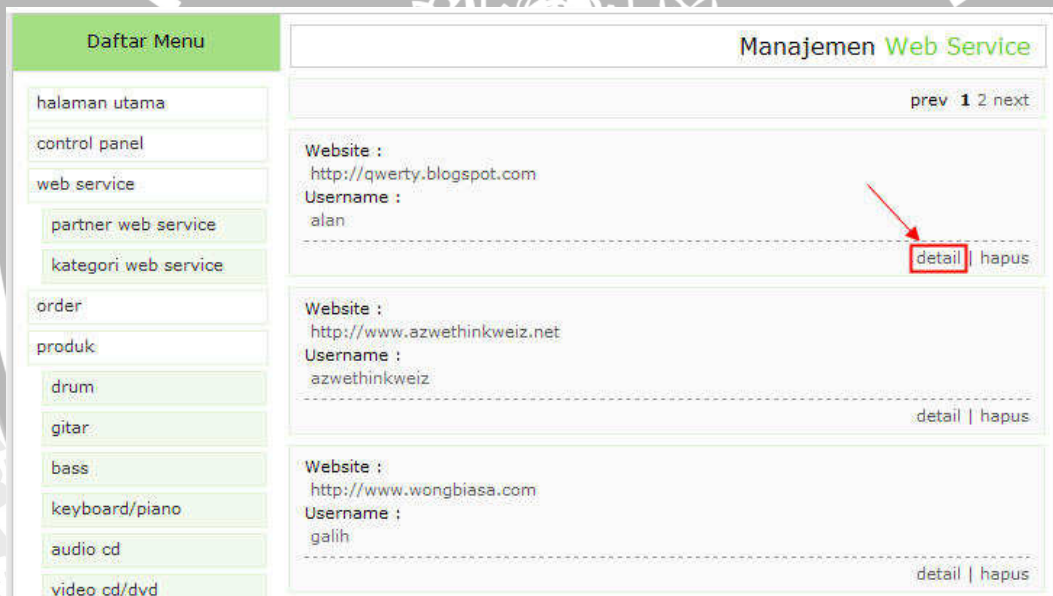 Daftar Menu
halaman utama
control panel
web service
partner web service
kategori web service
order
produk
drum
gitar
bass
keyboard/piano
audio cd
video cd/dvd
Manajemen Web Service
prev 1 2 next
Website :
http://qwerty.blogspot.com
Username :
alan
detail | hapus
Website :
http://www.azwethinkweiz.net
Username :
azwethinkweiz
detail | hapus
Website :
http://www.wongbiasa.com
Username :
galih
detail | hapus